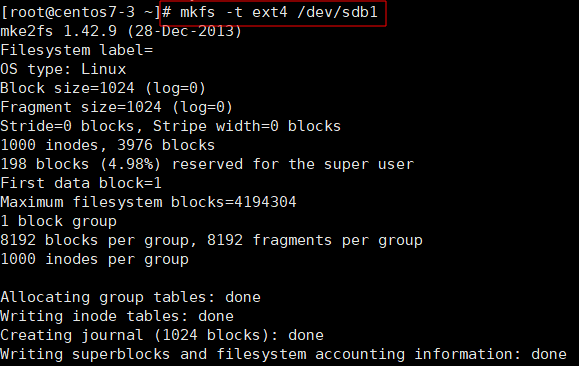 [root@centos7-3 ~]# mkfs -t ext4 /dev/sdb1
mke2fs 1.42.9 (28-Dec-2013)
Filesystem label=
OS type: Linux
Block size=1024 (log=0)
Fragment size=1024 (log=0)
Stride=0 blocks, Stripe width=0 blocks
1000 inodes, 3976 blocks
198 blocks (4.98%) reserved for the super user
First data block=1
Maximum filesystem blocks=4194304
1 block group
8192 blocks per group, 8192 fragments per group
1000 inodes per group
Allocating group tables: done
Writing inode tables: done
Creating journal (1024 blocks): done
Writing superblocks and filesystem accounting information: done